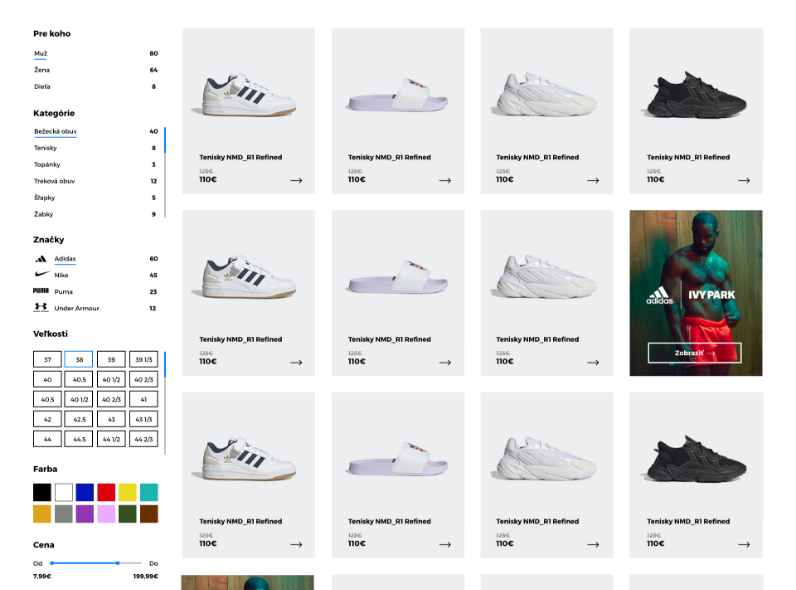 Pre koho
Muž 80
Žena 64
Dieťa 8
Kategórie
Bežecká obuv 40
Tenisky 8
Topánky 3
Treková obuv 12
Šľapky 5
Žabky 9
Značky
Adidas 60
Nike 45
PUMA Puma 23
Under Armour 12
Veľkosti
37 38 39 39 1/3
40 40.5 40 1/2 40 2/3
40.5 40 1/2 40 2/3 41
42 42.5 43 43 1/3
44 44.5 44 1/2 44 2/3
Farba
Cena
Od Do
7,99€ 199,99€
Tenisky NMD_R1 Refined
125€
110€ →
Tenisky NMD_R1 Refined
125€
110€ →
Tenisky NMD_R1 Refined
125€
110€ →
Tenisky NMD_R1 Refined
125€
110€ →
Tenisky NMD_R1 Refined
125€
110€ →
Tenisky NMD_R1 Refined
125€
110€ →
Tenisky NMD_R1 Refined
125€
110€ →
adidas IVY PARK
Zobraziť →
Tenisky NMD_R1 Refined
125€
110€ →
Tenisky NMD_R1 Refined
125€
110€ →
Tenisky NMD_R1 Refined
125€
110€ →
Tenisky NMD_R1 Refined
125€
110€ →